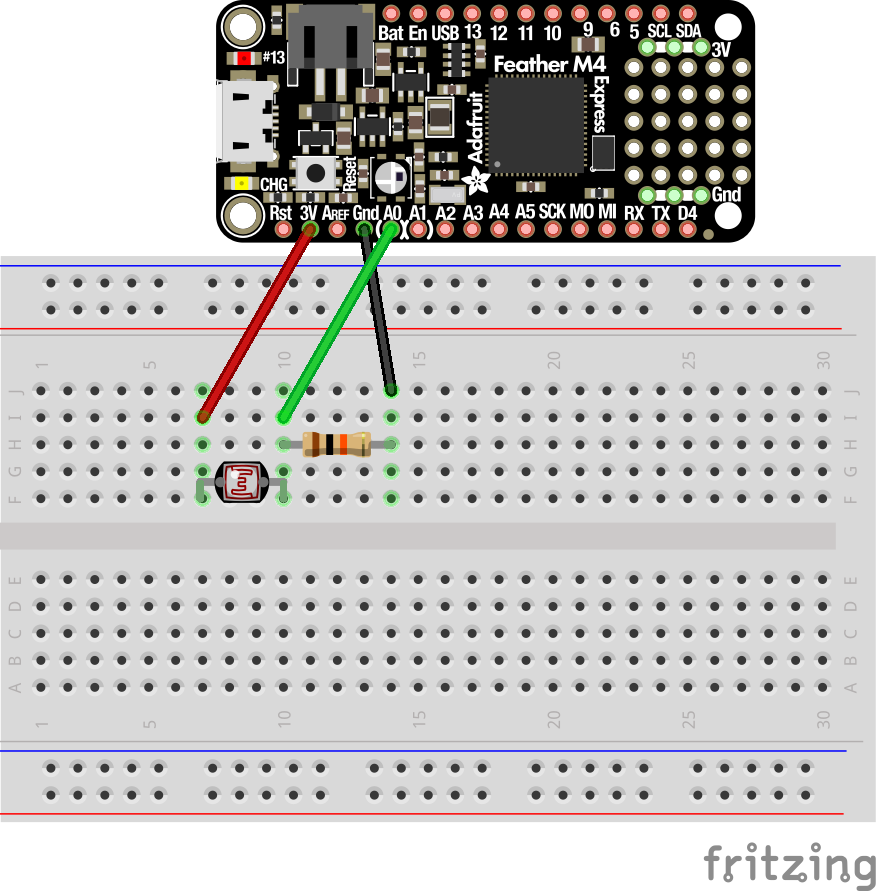 Bat En USB 13 12 11 10 9 6 5 SCL SDA
#13
3V
Feather M4
Express
Adafruit
Reset
CHG
Gnd
Rst 3V AREF Gnd A0 A1 A2 A3 A4 A5 SCK MO MI RX TX D4
1 5 10 15 20 25 30
J J
I I
H H
G G
F F
E E
D D
C C
B B
A A
1 5 10 15 20 25 30
fritzing